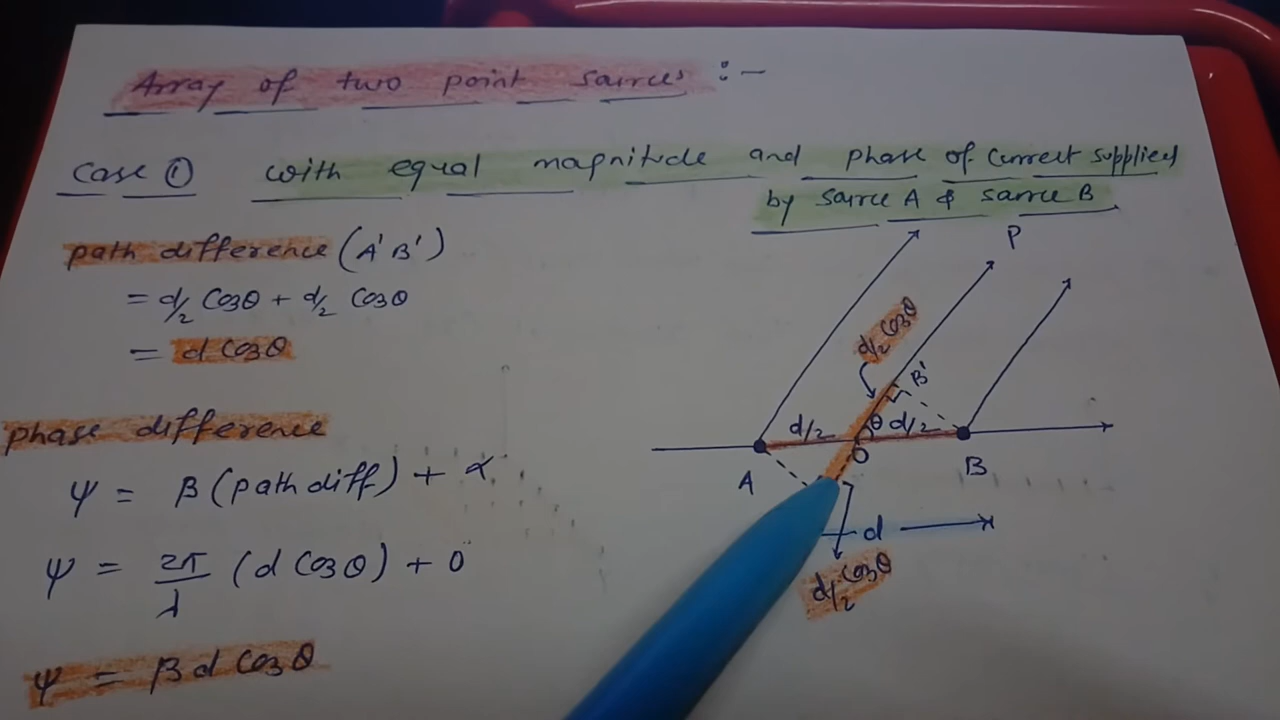 Array of two point sources :-
Case ① with equal magnitude and phase of current supplied
by source A & source B
path difference (A'B')
= d/2 Cosθ + d/2 Cosθ
= d Cosθ
phase difference
ψ = β (path diff) + α
ψ = 2π/λ (d Cosθ) + 0
ψ = β d Cosθ
P
d/2 Cosθ
B'
d/2 θ d/2
A O B
d
d/2 Cosθ